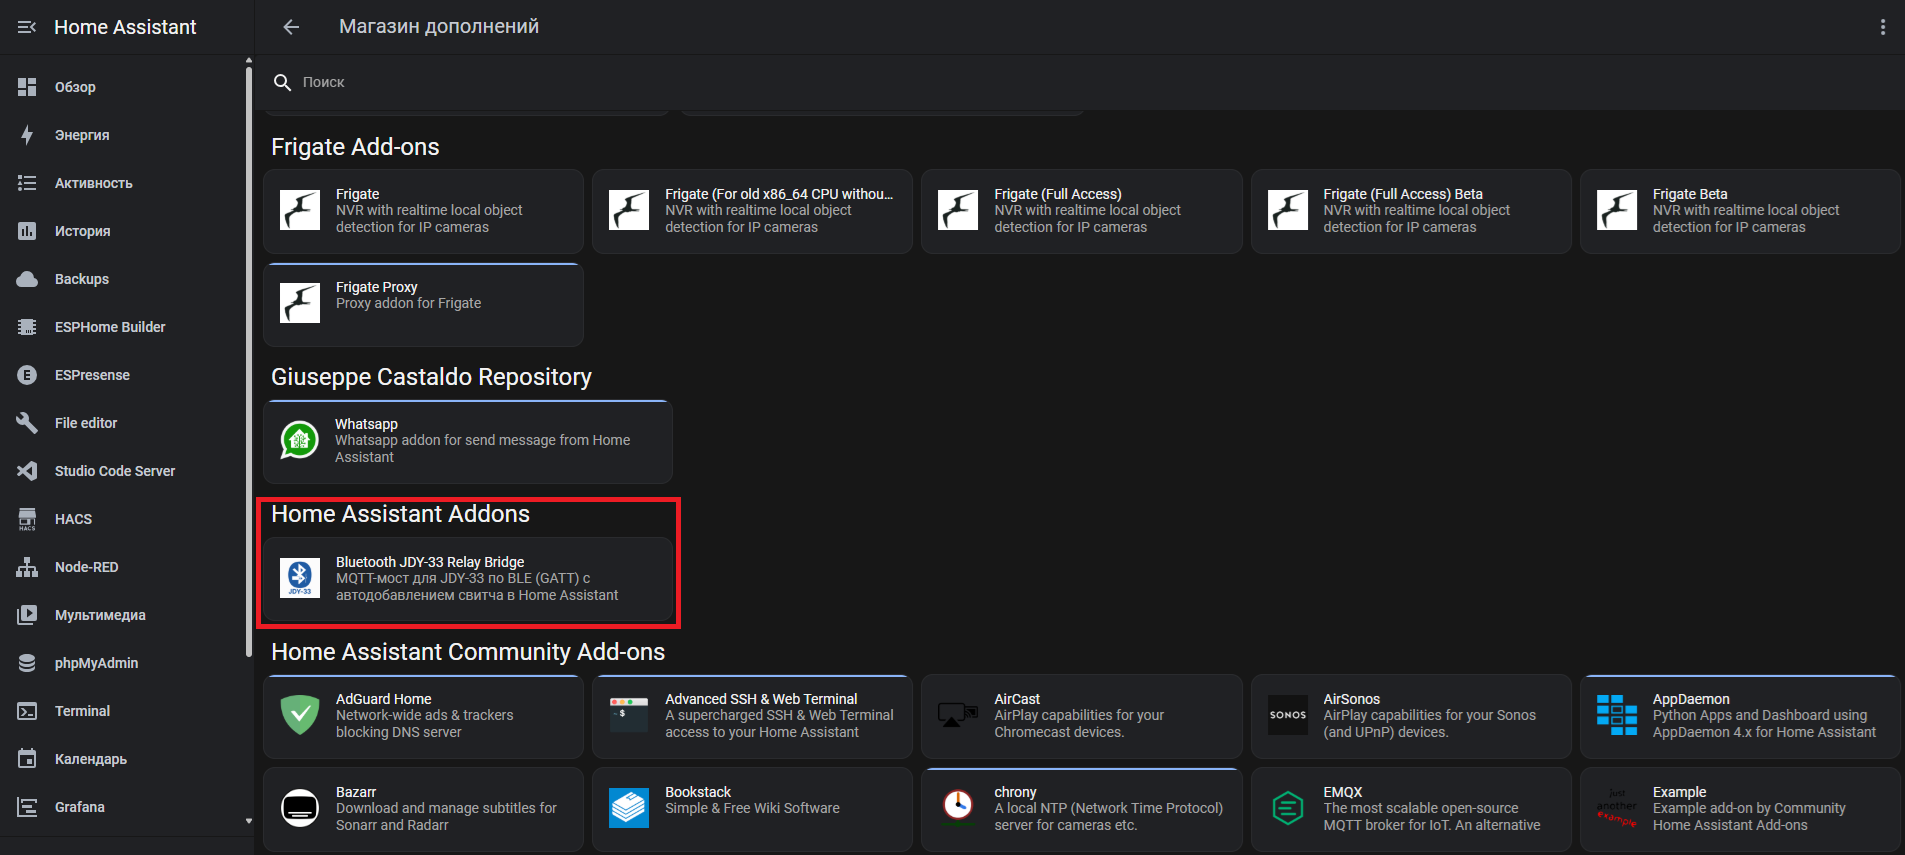 Home Assistant
Магазин дополнений
Поиск
Обзор
Энергия
Активность
История
Backups
ESPHome Builder
ESPresense
File editor
Studio Code Server
HACS
HACS
Node-RED
Мультимедиа
phpMyAdmin
Terminal
Календарь
Grafana
Frigate Add-ons
Frigate
NVR with realtime local object
detection for IP cameras
Frigate (For old x86_64 CPU withou...
NVR with realtime local object
detection for IP cameras
Frigate (Full Access)
NVR with realtime local object
detection for IP cameras
Frigate (Full Access) Beta
NVR with realtime local object
detection for IP cameras
Frigate Beta
NVR with realtime local object
detection for IP cameras
Frigate Proxy
Proxy addon for Frigate
Giuseppe Castaldo Repository
Whatsapp
Whatsapp addon for send message from Home
Assistant
Home Assistant Addons
JDY-33
Bluetooth JDY-33 Relay Bridge
MQTT-мост для JDY-33 по BLE (GATT) с
автодобавлением свитча в Home Assistant
Home Assistant Community Add-ons
AdGuard Home
Network-wide ads & trackers
blocking DNS server
Advanced SSH & Web Terminal
A supercharged SSH & Web Terminal
access to your Home Assistant
AirCast
AirPlay capabilities for your
Chromecast devices.
SONOS
AirSonos
AirPlay capabilities for your Sonos
(and UPnP) devices.
AppDaemon
Python Apps and Dashboard using
AppDaemon 4.x for Home Assistant
Bazarr
Download and manage subtitles for
Sonarr and Radarr
Bookstack
Simple & Free Wiki Software
chrony
A local NTP (Network Time Protocol)
server for cameras etc.
EMQX
The most scalable open-source
MQTT broker for IoT. An alternative
just
another
example
Example
Example add-on by Community
Home Assistant Add-ons